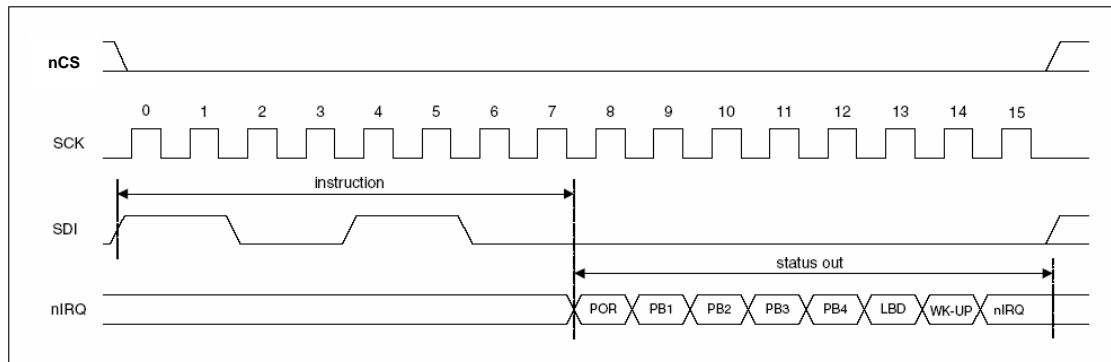 nCS
0 1 2 3 4 5 6 7 8 9 10 11 12 13 14 15
SCK
instruction
SDI
status out
nIRQ POR PB1 PB2 PB3 PB4 LBD WK-UP nIRQ